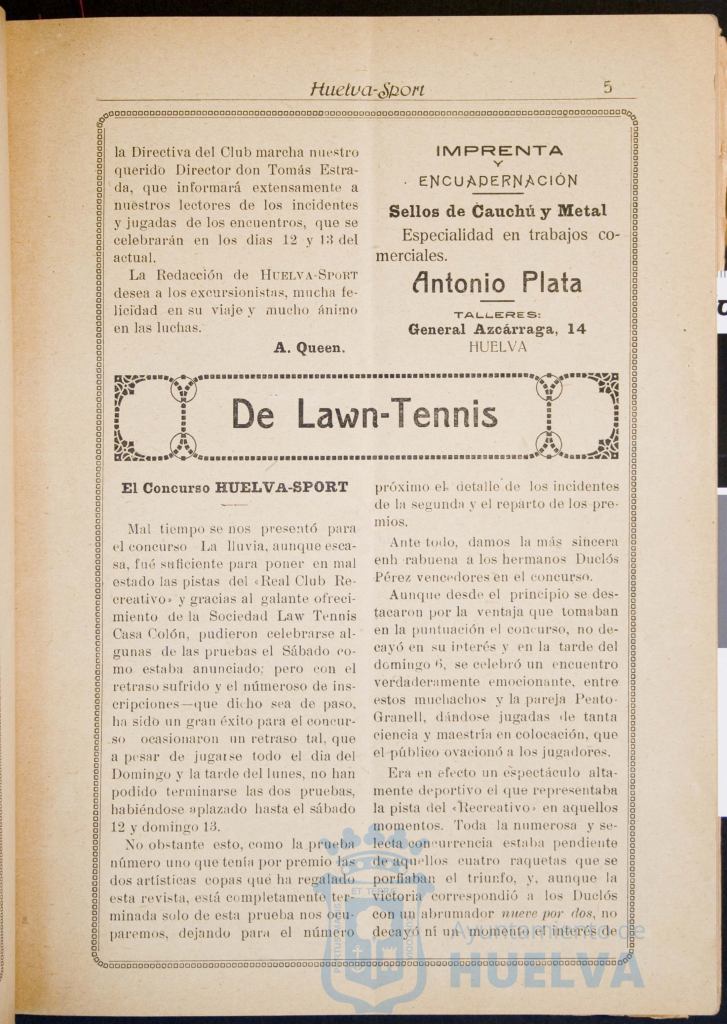 Huelva-Sport
5
la Directiva del Club marcha nuestro
querido Director don Tomás Estra-
da, que informará extensamente a
nuestros lectores de los incidentes
y jugadas de los encuentros, que se
celebrarán en los dias 12 y 13 del
actual.
La Redacción de HUELVA-SPORT
desea a los excursionistas, mucha fe-
licidad en su viaje y mucho ánimo
en las luchas.
A. Queen.
IMPRENTA
Y
ENCUADERNACIÓN
Sellos de Cauchú y Metal
Especialidad en trabajos co-
merciales.
Antonio Plata
TALLERES:
General Azcárraga, 14
HUELVA
De Lawn-Tennis
El Concurso HUELVA-SPORT
Mal tiempo se nos presentó para
el concurso La lluvia, aunque esca-
sa, fué suficiente para poner en mal
estado las pistas del «Real Club Re-
creativo» y gracias al galante ofreci-
miento de la Sociedad Law Tennis
Casa Colón, pudieron celebrarse al-
gunas de las pruebas el Sábado co-
mo estaba anunciado; pero con el
retraso sufrido y el númeroso de ins-
cripciones—que dicho sea de paso,
ha sido un gran éxito para el concur-
so ocasionaron un retraso tal, que
a pesar de jugarse todo el dia del
Domingo y la tarde del lunes, no han
podido terminarse las dos pruebas,
habiéndose aplazado hasta el sábado
12 y domingo 13.
No obstante esto, como la prueba
número uno que tenía por premio las
dos artísticas copas que ha regalado
esta revista, está completamente ter-
minada solo de esta prueba nos ocu-
paremos, dejando para el número
próximo el detalle de los incidentes
de la segunda y el reparto de los pre-
mios.
Ante todo, damos la más sincera
enh rabuena a los hermanos Duclós
Pérez vencedores en el concurso.
Aunque desde el principio se des-
tacaron por la ventaja que tomaban
en la puntuación el concurso, no de-
cayó en su interés y en la tarde del
domingo 6, se celebró un encuentro
verdaderamente emocionante, entre
estos muchachos y la pareja Peato-
Granell, dándose jugadas de tanta
ciencia y maestría en colocación, que
el público ovacionó a los jugadores.
Era en efecto un espectáculo alta-
mente deportivo el que representaba
la pista del «Recreativo» en aquellos
momentos. Toda la numerosa y se-
lecta concurrencia estaba pendiente
de aquellos cuatro raquetas que se
porfiaban el triunfo, y, aunque la
victoria correspondió a los Duclós
con un abrumador nueve por dos, no
decayó ni un momento el interés de
Ayuntamiento de
HUELVA